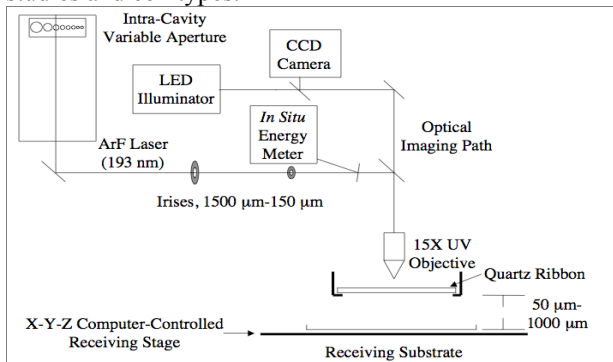 Intra-Cavity
Variable Aperture
CCD
Camera
LED
Illuminator
In Situ
Energy
Meter
Optical
Imaging Path
ArF Laser
(193 nm)
Irises, 1500 µm-150 µm
15X UV
Objective
Quartz Ribbon
50 µm-
1000 µm
X-Y-Z Computer-Controlled
Receiving Stage
Receiving Substrate